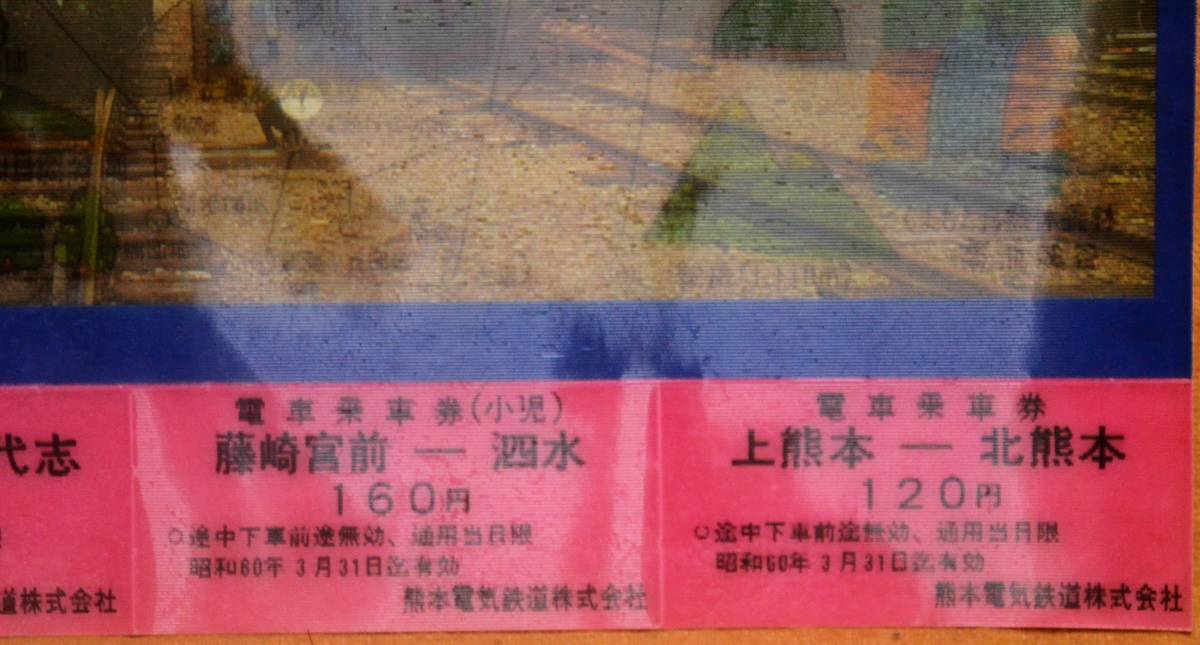 代志
道株式会社
電車乗車券(小児)
藤崎宮前 ― 泗水
160円
○途中下車前途無効、通用当日限
昭和60年3月31日迄有効
熊本電気鉄道株式会社
電車乗車券
上熊本 ― 北熊本
120円
○途中下車前途無効、通用当日限
昭和60年3月31日迄有効
熊本電気鉄道株式会社